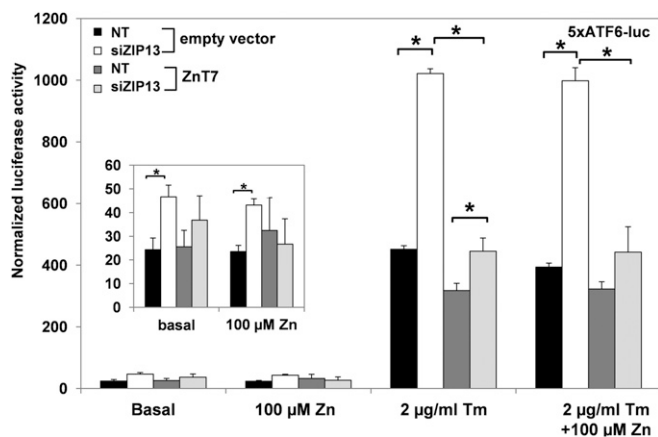 1200
1000
800
600
400
200
0
Normalized luciferase activity
NT
siZIP13
empty vector
NT
siZIP13
ZnT7
5xATF6-luc
* * * *
*
60
50
40
30
20
10
0
* *
basal 100 µM Zn
Basal 100 µM Zn 2 µg/ml Tm 2 µg/ml Tm
+100 µM Zn